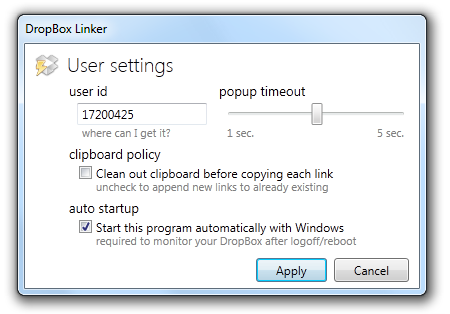 DropBox Linker
User settings
user id
popup timeout
17200425
where can I get it?
1 sec.
5 sec.
clipboard policy
Clean out clipboard before copying each link
uncheck to append new links to already existing
auto startup
Start this program automatically with Windows
required to monitor your DropBox after logoff/reboot
Apply
Cancel